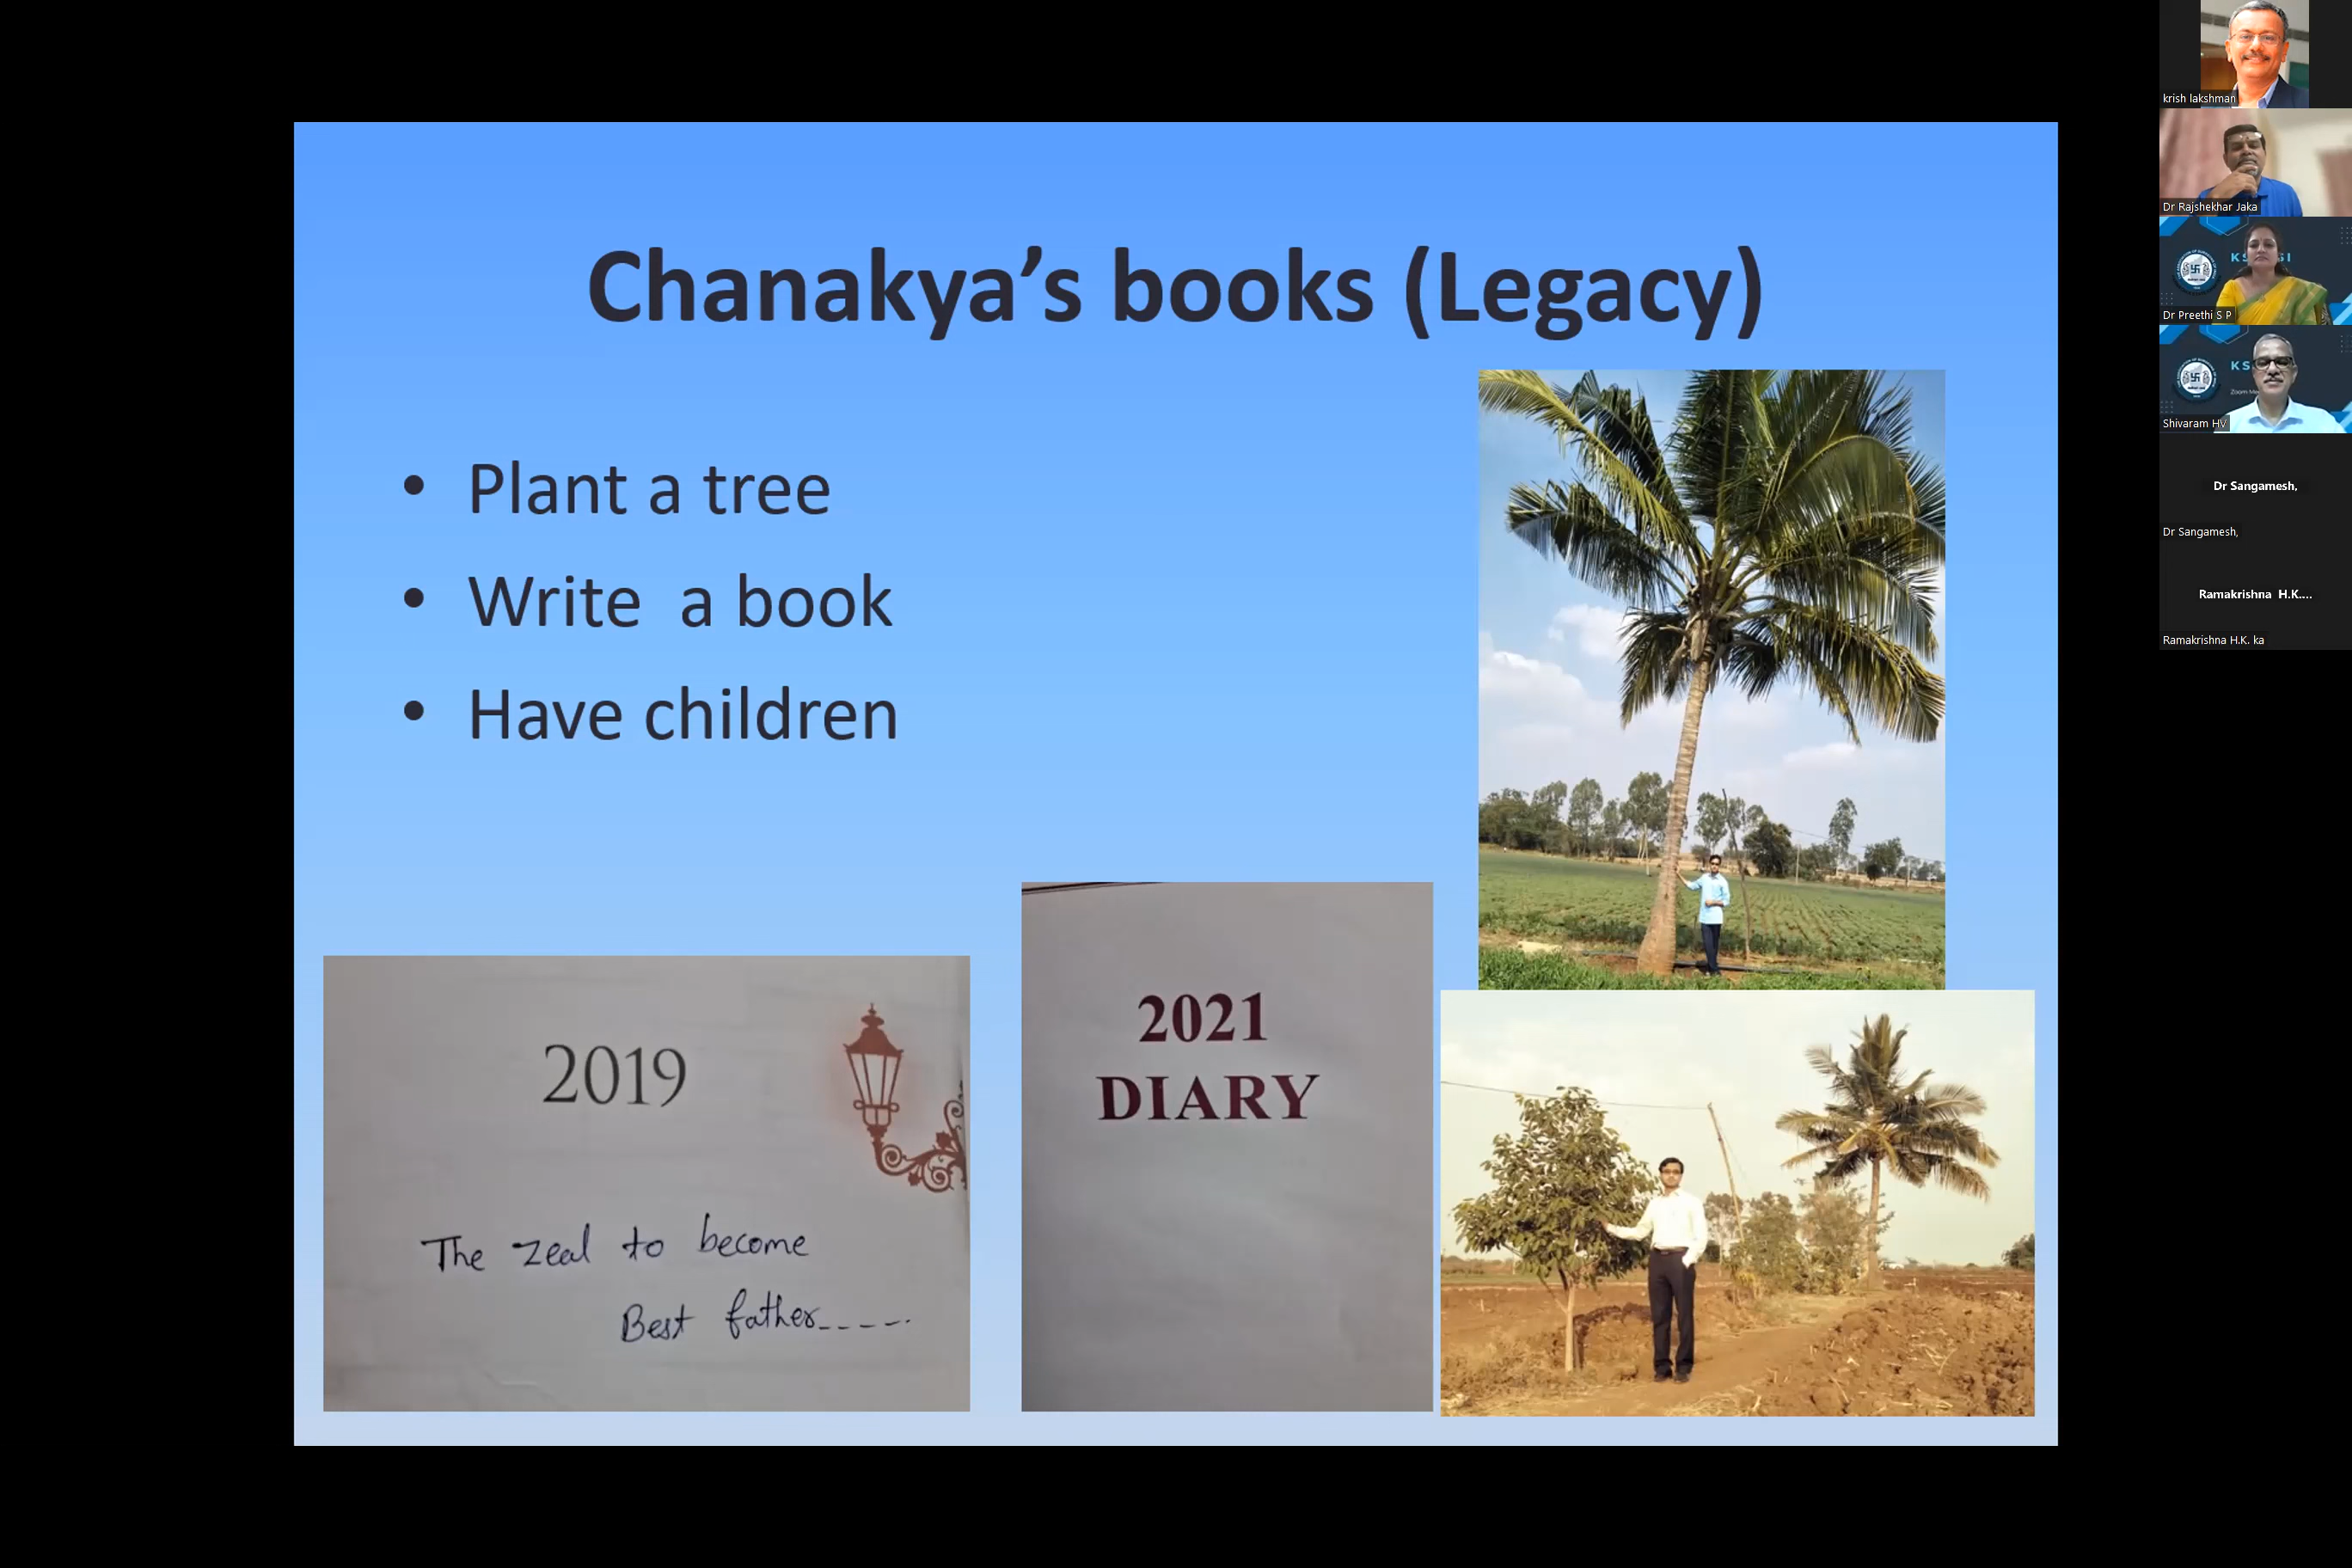 Chanakya’s books (Legacy)
• Plant a tree
• Write  a book
• Have children
2019
The zeal to become
Best father_ _ _ _ _.
2021
DIARY
krish lakshman
Dr Rajshekhar Jaka
Dr Preethi S P
Shivaram HV
Dr Sangamesh,
Dr Sangamesh,
Ramakrishna  H.K....
Ramakrishna H.K. ka